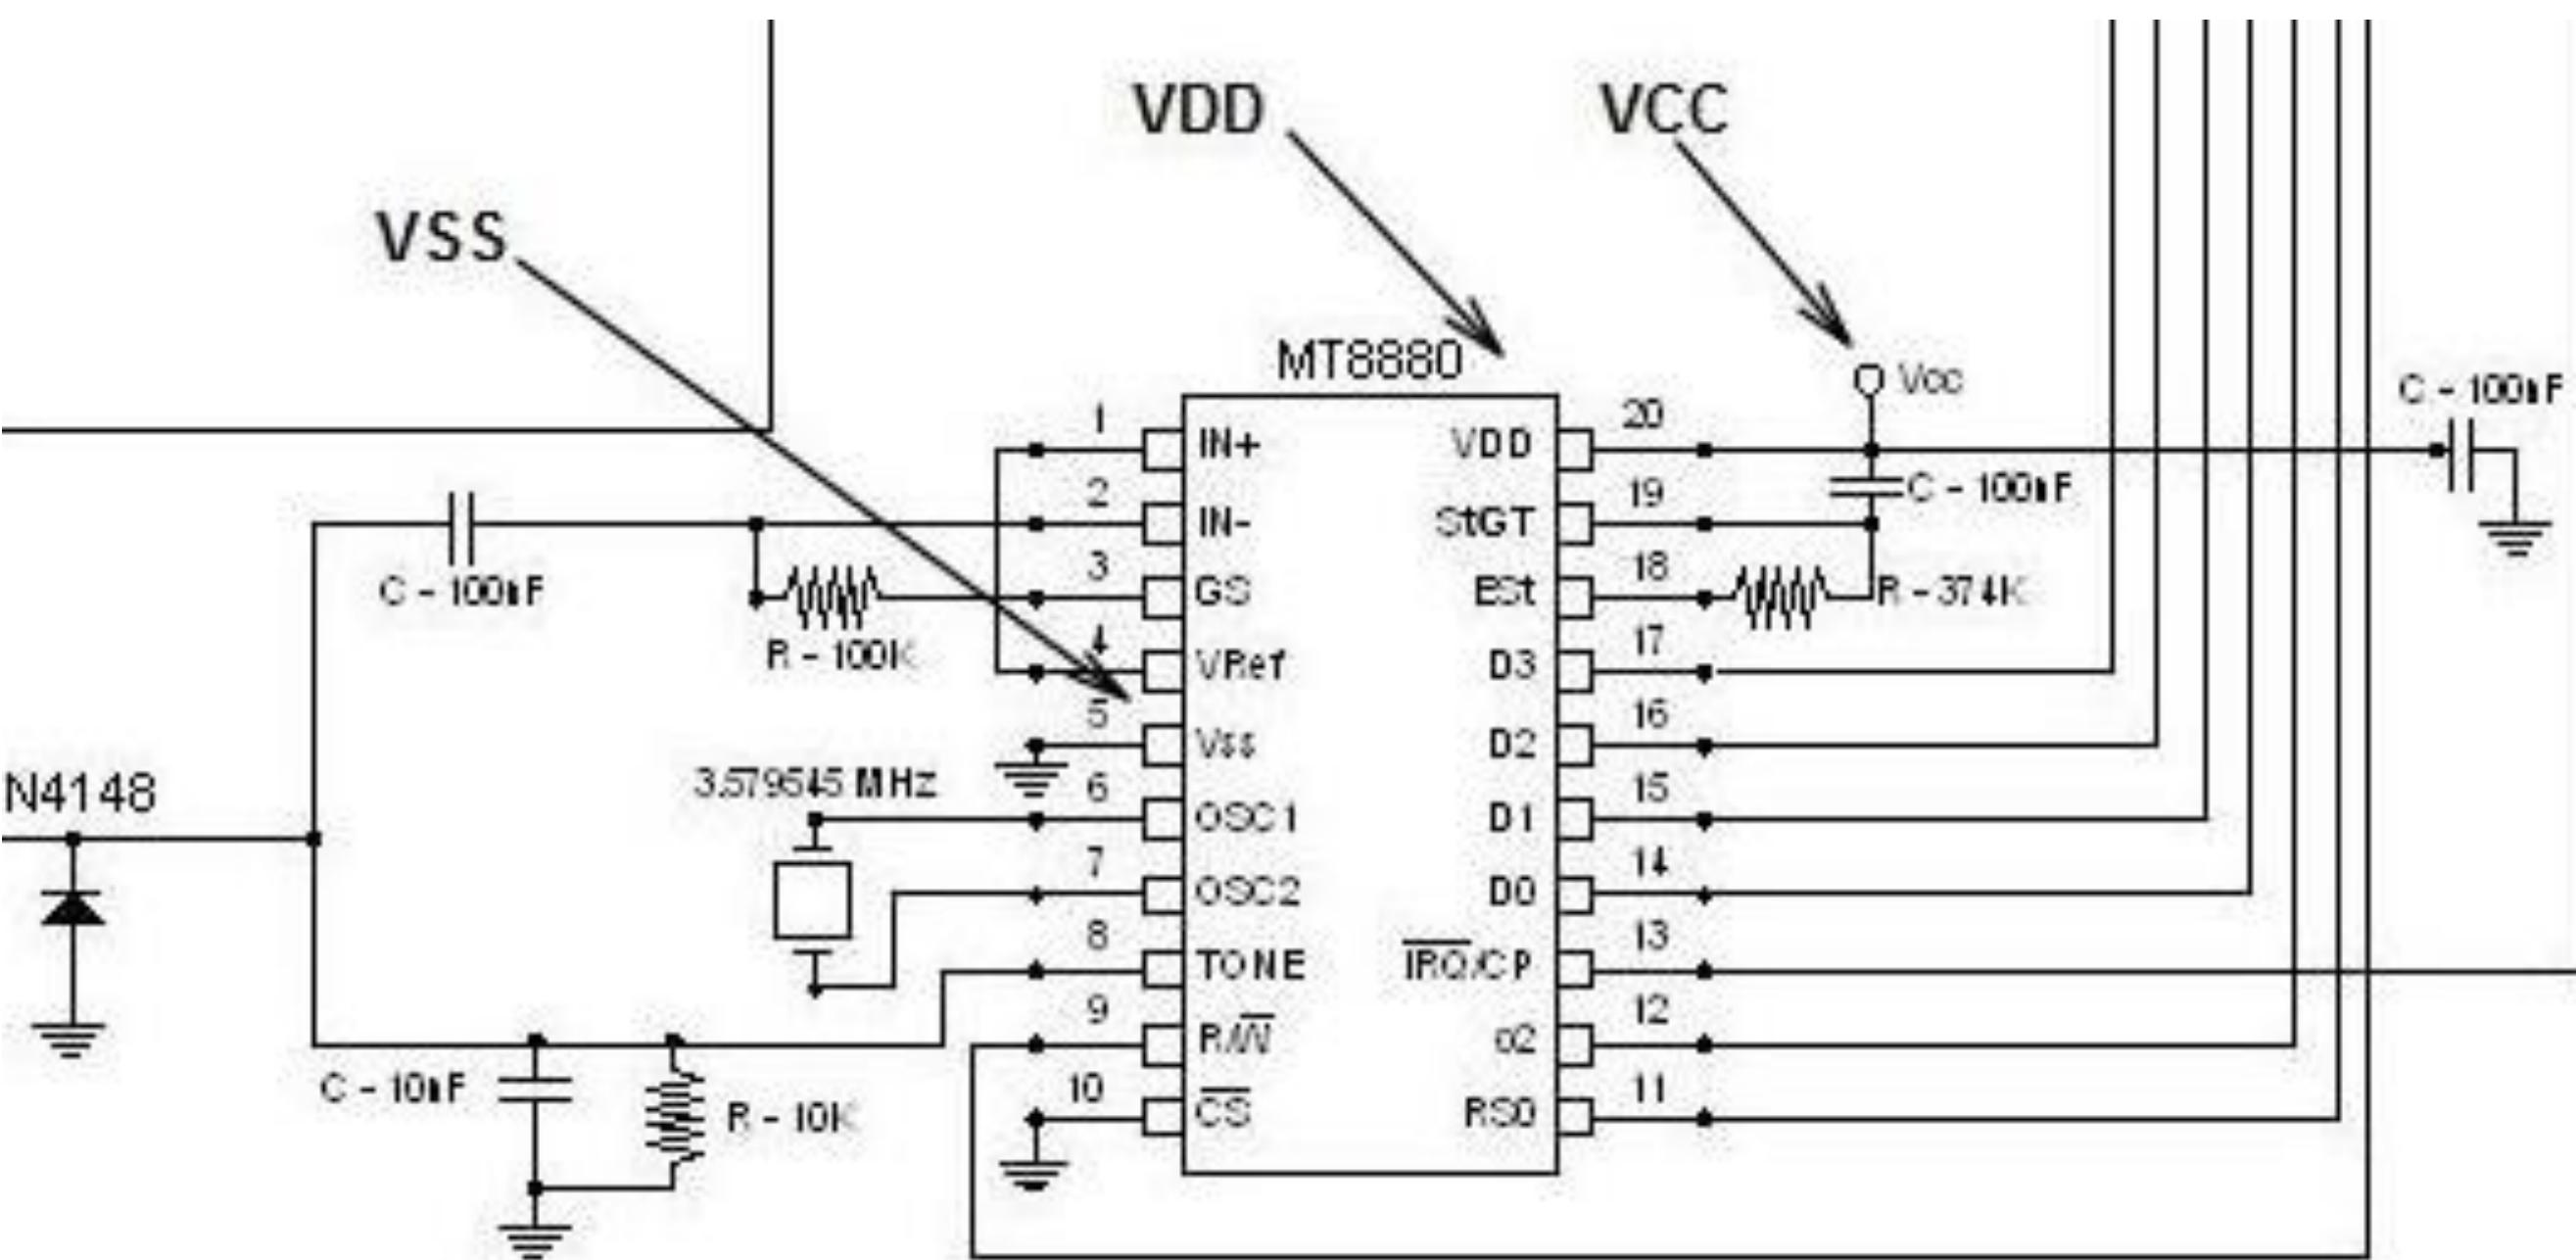 VDD
VCC
VSS
MT8880
Vcc
C - 100nF
1
IN+
VDD
20
2
IN-
StGT
19
C - 100nF
C - 100nF
3
GS
ESt
18
R - 374K
R - 100K
4
VRef
D3
17
5
Vss
D2
16
3.579545 MHz
N4148
6
OSC1
D1
15
7
OSC2
D0
14
8
TONE
IRQ/CP
13
9
R/W
o2
12
C - 10nF
R - 10K
10
CS
RS0
11